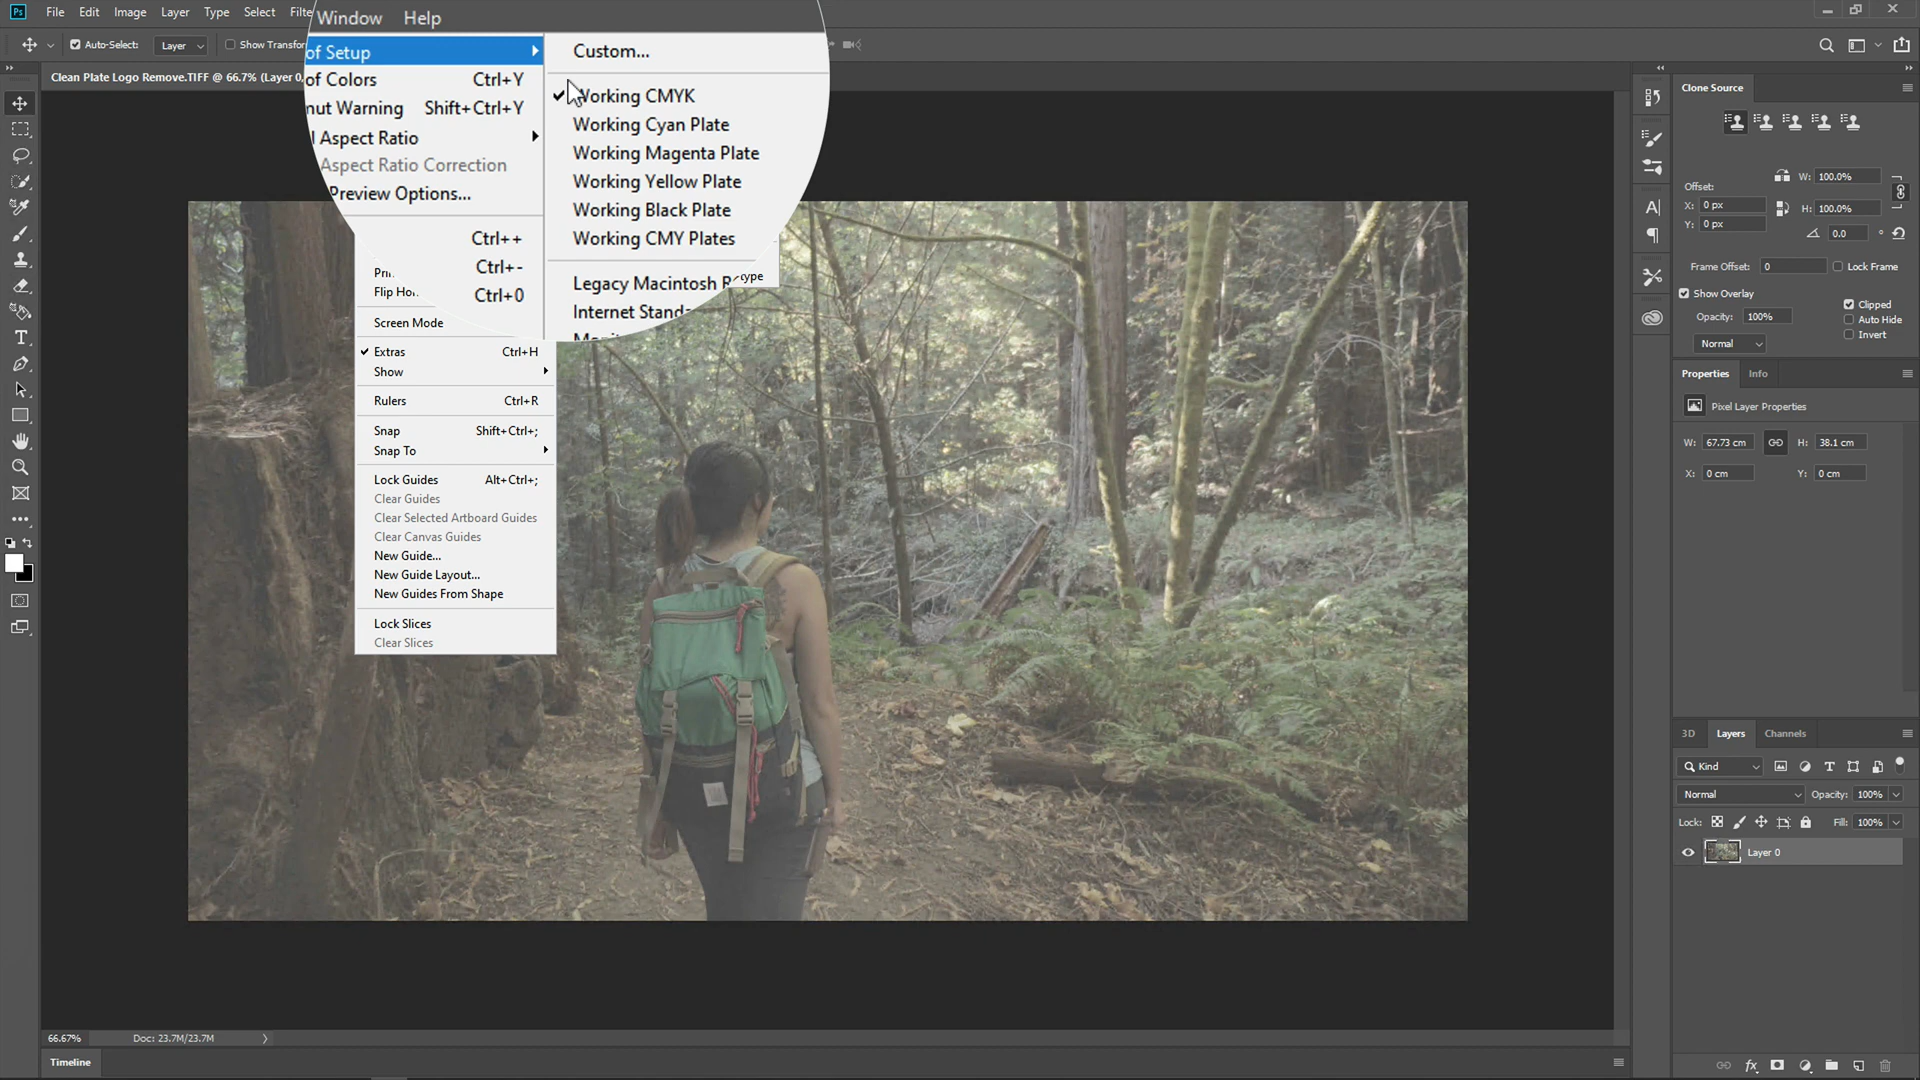 Ps File Edit Image Layer Type Select Window Help
Auto-Select: Layer
Clean Plate Logo Remove.TIFF @ 66.7% (Layer 0,
of Setup
of Colors Ctrl+Y
Warning Shift+Ctrl+Y
Aspect Ratio
Aspect Ratio Correction
Preview Options...
Ctrl++
Ctrl+-
Ctrl+0
Custom...
Working CMYK
Working Cyan Plate
Working Magenta Plate
Working Yellow Plate
Working Black Plate
Working CMY Plates
Legacy Macintosh
Internet
Flip
Screen Mode
Extras Ctrl+H
Show
Rulers Ctrl+R
Snap Shift+Ctrl+;
Snap To
Lock Guides Alt+Ctrl+;
Clear Guides
Clear Selected Artboard Guides
Clear Canvas Guides
New Guide...
New Guide Layout...
New Guides From Shape
Lock Slices
Clear Slices
Clone Source
Offset: W: 100.0%
X: 0 px H: 100.0%
Y: 0 px 0.0 °
Frame Offset: 0 Lock Frame
Show Overlay Clipped
Opacity: 100% Auto Hide
Invert
Normal
Properties Info
Pixel Layer Properties
W: 67.73 cm H: 38.1 cm
X: 0 cm Y: 0 cm
3D Layers Channels
Kind
Normal Opacity: 100%
Lock: Fill: 100%
Layer 0
66.67% Doc: 23.7M/23.7M
Timeline